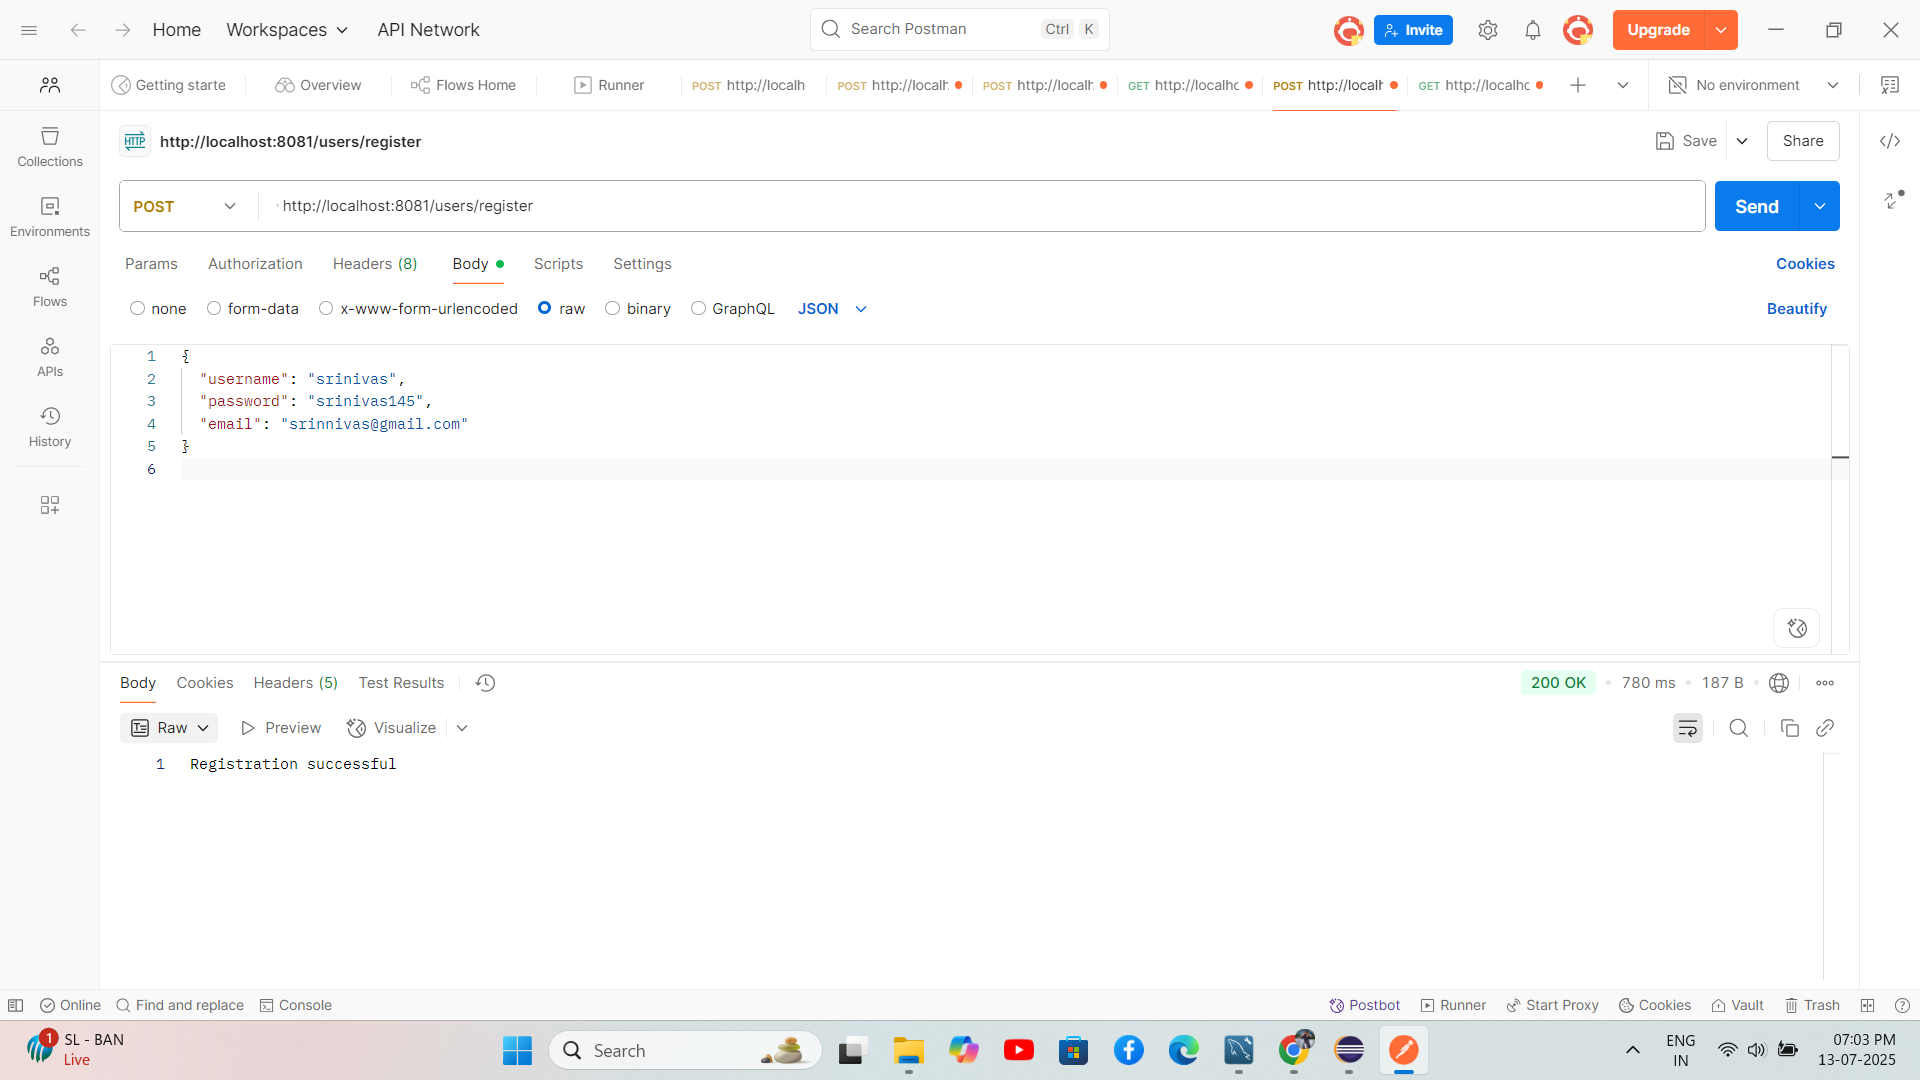 Home
Workspaces
API Network
Search Postman
Ctrl
K
Invite
Upgrade
Getting starte
Overview
Flows Home
Runner
POST http://localh
POST http://localh
POST http://localh
GET http://localhc
POST http://localh
GET http://localhc
No environment
Collections
Environments
Flows
APIs
History
HTTP
http://localhost:8081/users/register
Save
Share
POST
http://localhost:8081/users/register
Send
Params
Authorization
Headers (8)
Body
Scripts
Settings
Cookies
none
form-data
x-www-form-urlencoded
raw
binary
GraphQL
JSON
Beautify
1 {
2 "username": "srinivas",
3 "password": "srinivas145",
4 "email": "srinnivas@gmail.com"
5 }
6
Body
Cookies
Headers (5)
Test Results
200 OK
780 ms
187 B
Raw
Preview
Visualize
1 Registration successful
Online
Find and replace
Console
Postbot
Runner
Start Proxy
Cookies
Vault
Trash
1
SL - BAN
Live
Search
ENG
IN
07:03 PM
13-07-2025